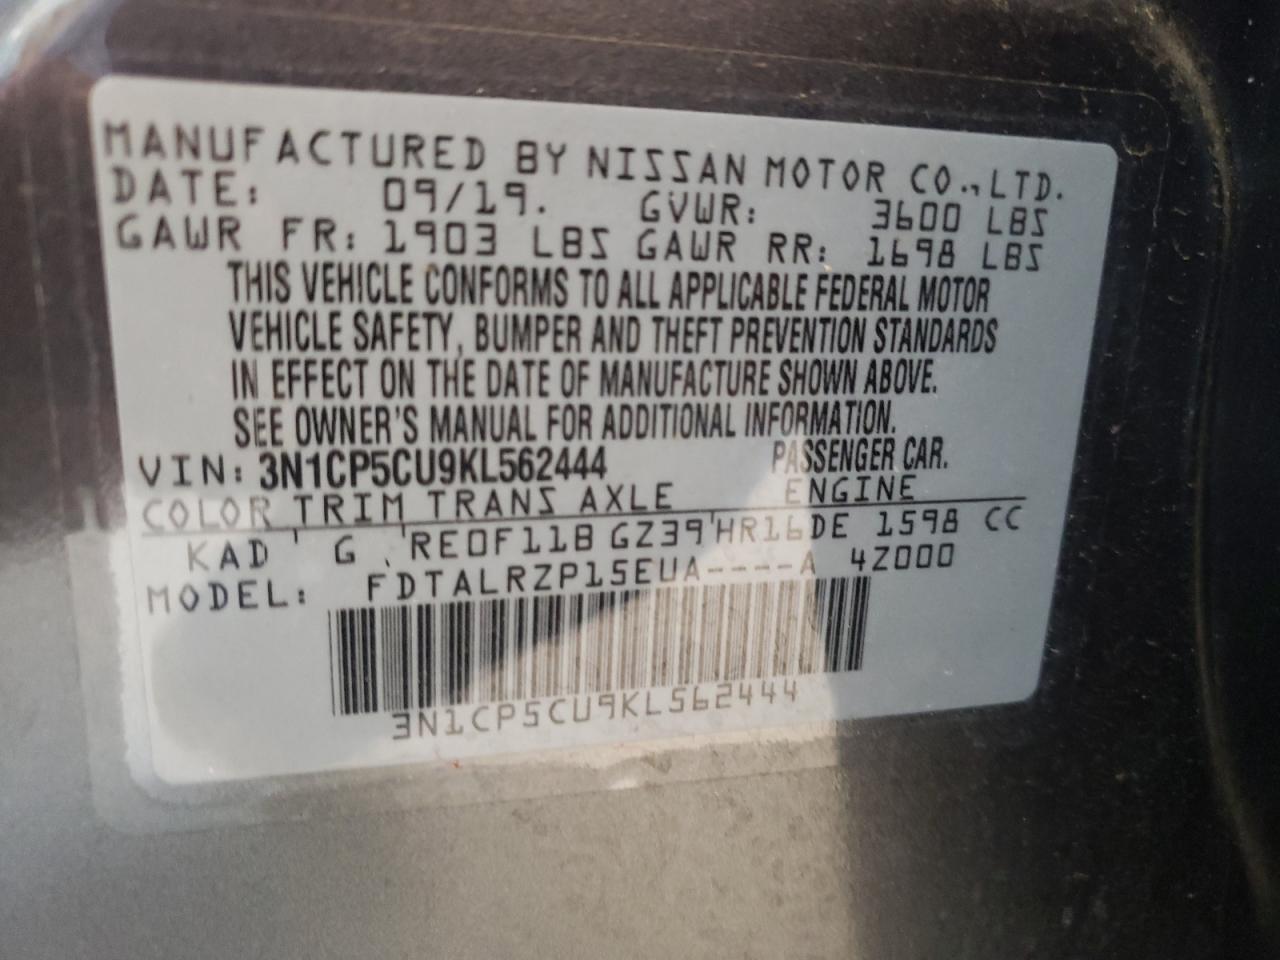 MANUFACTURED BY NISSAN MOTOR CO., LTD.
DATE: 09/19. GVWR: 3600 LBS
GAWR FR: 1903 LBS GAWR RR: 1698 LBS
THIS VEHICLE CONFORMS TO ALL APPLICABLE FEDERAL MOTOR
VEHICLE SAFETY, BUMPER AND THEFT PREVENTION STANDARDS
IN EFFECT ON THE DATE OF MANUFACTURE SHOWN ABOVE.
SEE OWNER'S MANUAL FOR ADDITIONAL INFORMATION.
VIN: 3N1CP5CU9KL562444 PASSENGER CAR.
COLOR TRIM TRANS AXLE ENGINE
KAD G RE0F11B GZ39 HR16DE 1598 CC
MODEL: FDTALRZP15EUA----A 4Z000
3N1CP5CU9KL562444